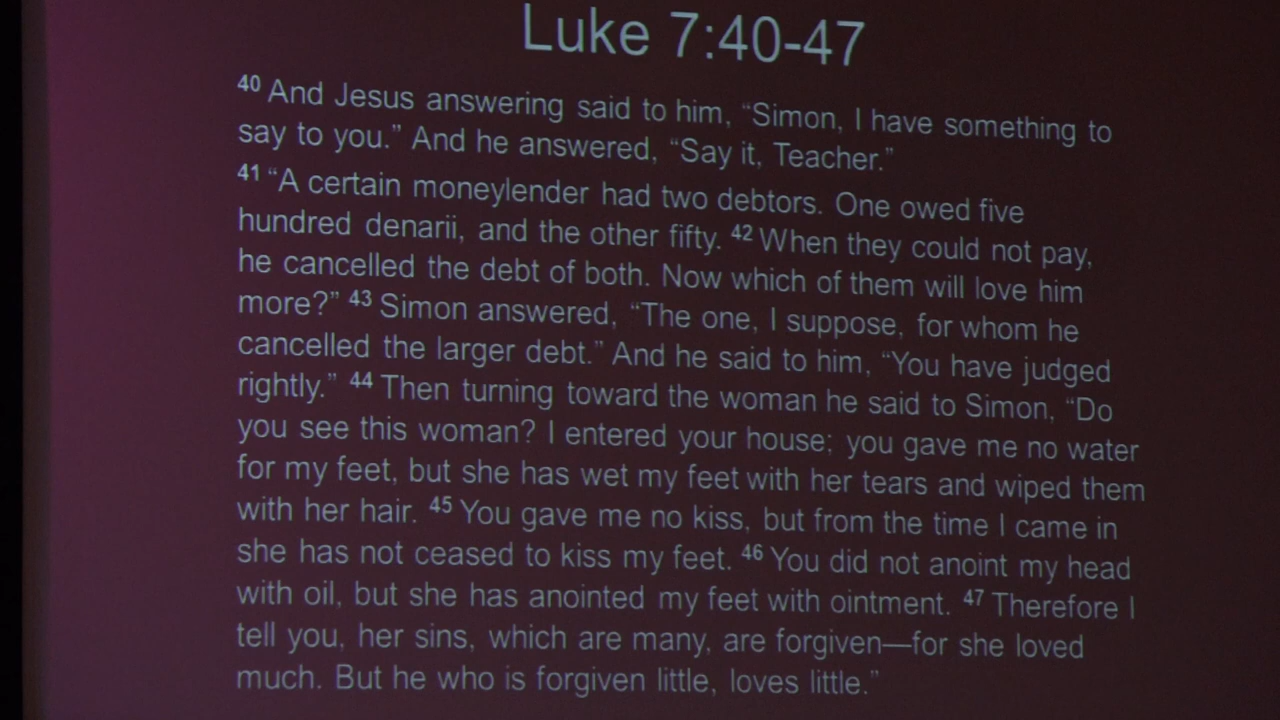 Luke 7:40-47
40 And Jesus answering said to him, “Simon, I have something to
say to you.” And he answered, “Say it, Teacher.”
41 “A certain moneylender had two debtors. One owed five
hundred denarii, and the other fifty. 42 When they could not pay,
he cancelled the debt of both. Now which of them will love him
more?” 43 Simon answered, “The one, I suppose, for whom he
cancelled the larger debt.” And he said to him, “You have judged
rightly.” 44 Then turning toward the woman he said to Simon, “Do
you see this woman? I entered your house; you gave me no water
for my feet, but she has wet my feet with her tears and wiped them
with her hair. 45 You gave me no kiss, but from the time I came in
she has not ceased to kiss my feet. 46 You did not anoint my head
with oil, but she has anointed my feet with ointment. 47 Therefore I
tell you, her sins, which are many, are forgiven—for she loved
much. But he who is forgiven little, loves little.”